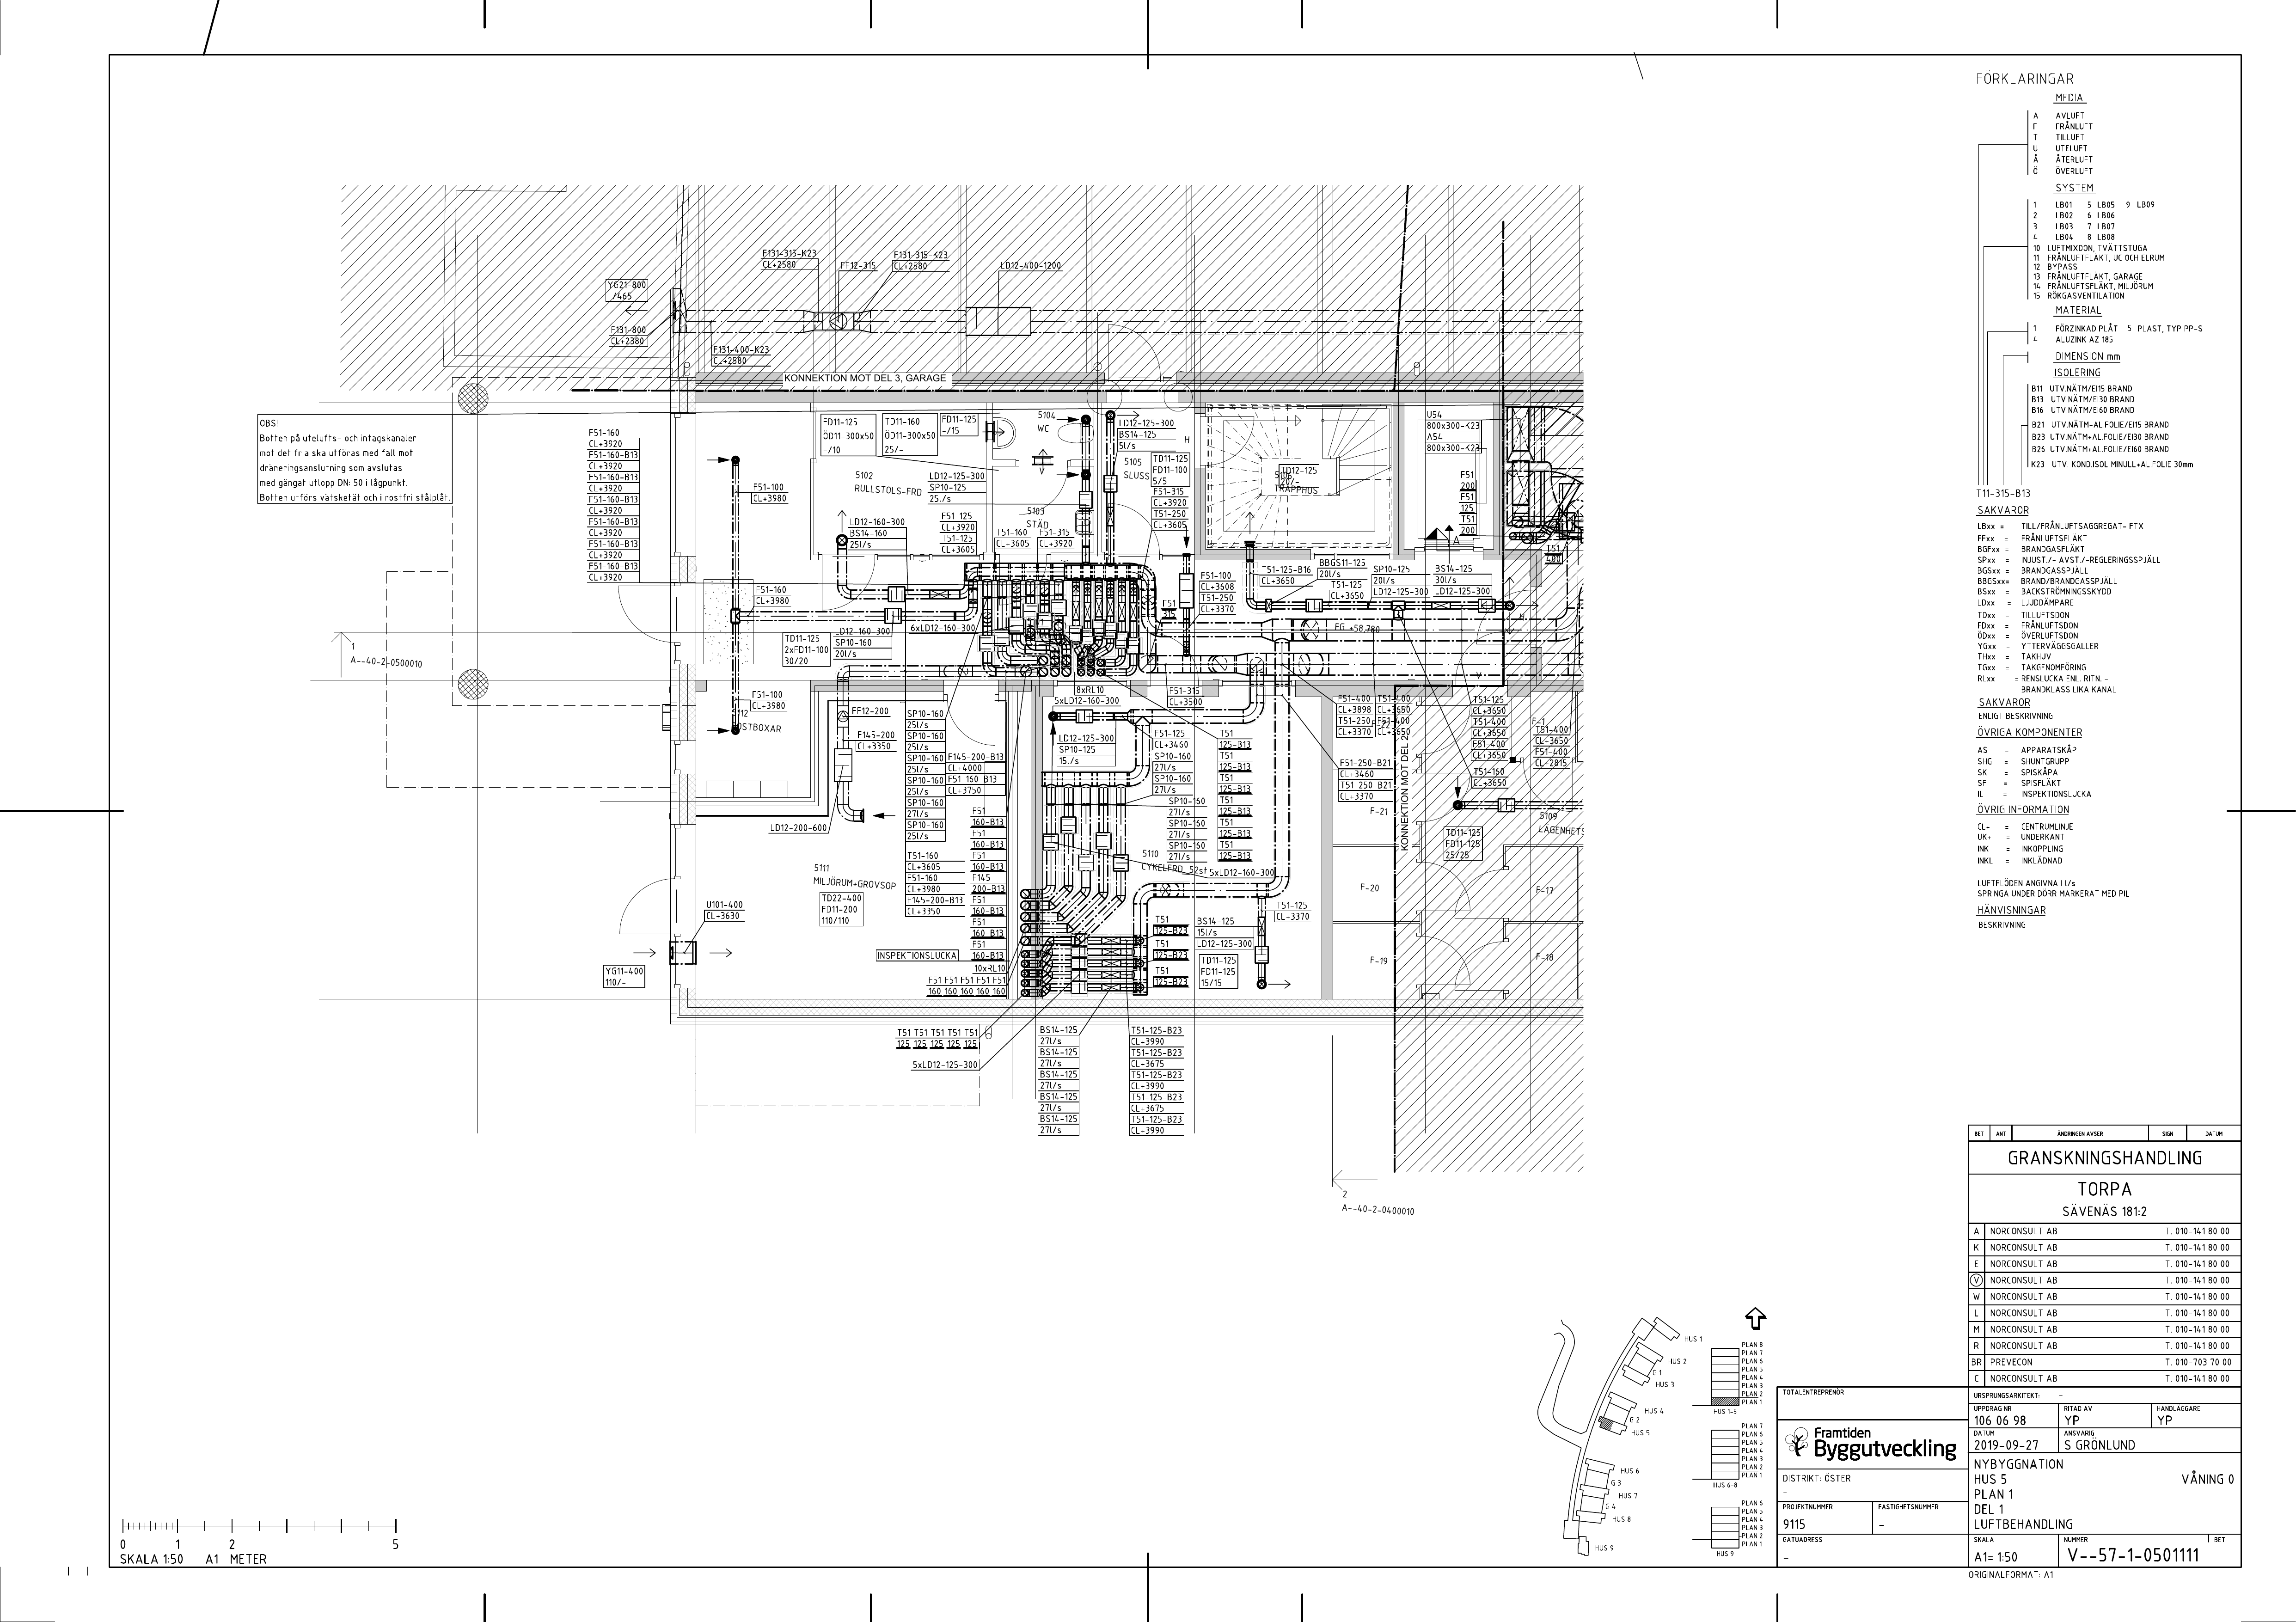 OBS!
Botten på utelufts- och intagskanaler
mot det fria ska utföras med fall mot
dräneringsanslutning som avslutas
med gängat utlopp DN: 50 i lågpunkt.
Botten utförs vätsketät och i rostfri stålplåt.
YG21-800
-/465
F131-800
CL+2380
F131-315-K23
CL+2580
FF12-315
F131-315-K23
CL+2580
LD12-400-1200
F131-400-K23
CL+2580
KONNEKTION MOT DEL 3, GARAGE
F51-160
CL+3920
F51-160-B13
CL+3920
F51-160-B13
CL+3920
F51-160-B13
CL+3920
F51-160-B13
CL+3920
F51-160-B13
CL+3920
F51-160-B13
CL+3920
FD11-125
ÖD11-300x50
-/10
TD11-160
ÖD11-300x50
25/-
FD11-125
-/15
5104
WC
LD12-125-300
BS14-125
5l/s
H
5102
RULLSTOLS-FRD
LD12-125-300
SP10-125
25l/s
5105
SLUSS
TD11-125
FD11-100
5/5
F51-315
CL+3920
T51-250
CL+3605
TD12-125
20/-
TRAPPHUS
U54
800x300-K23
A54
800x300-K23
F51
200
F51
125
T51
200
F51-100
CL+3980
LD12-160-300
BS14-160
25l/s
F51-125
CL+3920
T51-125
CL+3605
5103
STÄD
T51-160
CL+3605
F51-315
CL+3920
V
A
F51-160
CL+3980
6xLD12-160-300
F51
315
F51-100
CL+3608
T51-250
CL+3370
T51-125-B16
CL+3650
BBGS11-125
20l/s
T51-125
CL+3650
SP10-125
20l/s
LD12-125-300
BS14-125
30l/s
LD12-125-300
FG +58,780
H
V
TD11-125
2xFD11-100
30/20
LD12-160-300
SP10-160
20l/s
1
A--40-2-0500010
F51-100
CL+3980
FF12-200
F145-200
CL+3350
LD12-200-600
SP10-160
25l/s
SP10-160
25l/s
SP10-160
25l/s
SP10-160
25l/s
SP10-160
27l/s
SP10-160
25l/s
F145-200-B13
CL+4000
F51-160-B13
CL+3750
T51-160
CL+3605
F51-160
CL+3980
F145-200-B13
CL+3350
F51
160-B13
F51
160-B13
F51
160-B13
F145
200-B13
F51
160-B13
F51
160-B13
F51
160-B13
8xRL10
5xLD12-160-300
F51-315
CL+3500
LD12-125-300
SP10-125
15l/s
F51-125
CL+3460
SP10-160
27l/s
SP10-160
27l/s
SP10-160
27l/s
SP10-160
27l/s
SP10-160
27l/s
T51
125-B13
T51
125-B13
T51
125-B13
T51
125-B13
T51
125-B13
T51
125-B13
F51-400
CL+3898
T51-250
CL+3370
T51-400
CL+3650
F51-400
CL+3650
F51-250-B21
CL+3460
T51-250-B21
CL+3370
T51-125
CL+3650
T51-400
CL+3650
F51-400
CL+3650
T51-160
CL+3650
F-1
T51-400
CL+3650
F51-400
CL+2815
F-21
F-20
F-19
F-17
F-18
5109
TD11-125
FD11-125
25/25
5111
MILJÖRUM+GROVSOP
TD22-400
FD11-200
110/110
5110
CYKELFRD 52st
5xLD12-160-300
U101-400
CL+3630
YG11-400
110/-
INSPEKTIONSLUCKA
10xRL10
F51 F51 F51 F51 F51
160 160 160 160 160
T51
125-B23
T51
125-B23
T51
125-B23
BS14-125
15l/s
LD12-125-300
TD11-125
FD11-125
15/15
T51-125
CL+3370
T51 T51 T51 T51 T51
125 125 125 125 125
5xLD12-125-300
BS14-125
27l/s
BS14-125
27l/s
BS14-125
27l/s
BS14-125
27l/s
BS14-125
27l/s
T51-125-B23
CL+3990
T51-125-B23
CL+3675
T51-125-B23
CL+3990
T51-125-B23
CL+3675
T51-125-B23
CL+3990
2
A--40-2-0400010
FÖRKLARINGAR
MEDIA
A AVLUFT
F FRÅNLUFT
T TILLUFT
U UTELUFT
Å ÅTERLUFT
Ö ÖVERLUFT
SYSTEM
1 LB01 5 LB05 9 LB09
2 LB02 6 LB06
3 LB03 7 LB07
4 LB04 8 LB08
10 LUFTMIXDON, TVÄTTSTUGA
11 FRÅNLUFTFLÄKT, UC OCH ELRUM
12 BYPASS
13 FRÅNLUFTFLÄKT, GARAGE
14 FRÅNLUFTSFLÄKT, MILJÖRUM
15 RÖKGASVENTILATION
MATERIAL
1 FÖRZINKAD PLÅT 5 PLAST, TYP PP-S
4 ALUZINK AZ 185
DIMENSION mm
ISOLERING
B11 UTV.NÄTM/EI15 BRAND
B13 UTV.NÄTM/EI30 BRAND
B16 UTV.NÄTM/EI60 BRAND
B21 UTV.NÄTM+AL.FOLIE/EI15 BRAND
B23 UTV.NÄTM+AL.FOLIE/EI30 BRAND
B26 UTV.NÄTM+AL.FOLIE/EI60 BRAND
K23 UTV. KOND.ISOL MINULL+AL.FOLIE 30mm
T11-315-B13
SAKVAROR
LBxx = TILL/FRÅNLUFTSAGGREGAT- FTX
FFxx = FRÅNLUFTSFLÄKT
BGFxx = BRANDGASFLÄKT
SPxx = INJUST./- AVST./-REGLERINGSSPJÄLL
BGSxx = BRANDGASSPJÄLL
BBGSxx= BRAND/BRANDGASSPJÄLL
BSxx = BACKSTRÖMNINGSSKYDD
LDxx = LJUDDÄMPARE
TDxx = TILLUFTSDON
FDxx = FRÅNLUFTSDON
ÖDxx = ÖVERLUFTSDON
YGxx = YTTERVÄGGSGALLER
THxx = TAKHUV
TGxx = TAKGENOMFÖRING
RLxx = RENSLUCKA ENL. RITN. -
BRANDKLASS LIKA KANAL
SAKVAROR
ENLIGT BESKRIVNING
ÖVRIGA KOMPONENTER
AS = APPARATSKÅP
SHG = SHUNTGRUPP
SK = SPISKÅPA
SF = SPISFLÄKT
IL = INSPEKTIONSLUCKA
ÖVRIG INFORMATION
CL+ = CENTRUMLINJE
UK+ = UNDERKANT
INK = INKOPPLING
INKL = INKLÄDNAD
LUFTFLÖDEN ANGIVNA I l/s
SPRINGA UNDER DÖRR MARKERAT MED PIL
HÄNVISNINGAR
BESKRIVNING
BET ANT ÄNDRINGEN AVSER SIGN DATUM
GRANSKNINGSHANDLING
TORPA
SÄVENÄS 181:2
A NORCONSULT AB T. 010-141 80 00
K NORCONSULT AB T. 010-141 80 00
E NORCONSULT AB T. 010-141 80 00
V NORCONSULT AB T. 010-141 80 00
W NORCONSULT AB T. 010-141 80 00
L NORCONSULT AB T. 010-141 80 00
M NORCONSULT AB T. 010-141 80 00
R NORCONSULT AB T. 010-141 80 00
BR PREVECON T. 010-703 70 00
C NORCONSULT AB T. 010-141 80 00
URSPRUNGSARKITEKT: -
UPPDRAG NR RITAD AV HANDLÄGGARE
106 06 98 YP YP
DATUM ANSVARIG
2019-09-27 S GRÖNLUND
NYBYGGNATION
HUS 5 VÅNING 0
PLAN 1
DEL 1
LUFTBEHANDLING
SKALA NUMMER BET
A1= 1:50 V--57-1-0501111
ORIGINALFORMAT: A1
TOTALENTREPRENÖR
Framtiden
Byggutveckling
DISTRIKT: ÖSTER
-
PROJEKTNUMMER FASTIGHETSNUMMER
9115 -
GATUADRESS
-
HUS 1
HUS 2
G 1
HUS 3
HUS 4
G 2
HUS 5
HUS 6
G 3
HUS 7
G 4
HUS 8
HUS 9
PLAN 8
PLAN 7
PLAN 6
PLAN 5
PLAN 4
PLAN 3
PLAN 2
PLAN 1
HUS 1-5
PLAN 7
PLAN 6
PLAN 5
PLAN 4
PLAN 3
PLAN 2
PLAN 1
HUS 6-8
PLAN 6
PLAN 5
PLAN 4
PLAN 3
PLAN 2
PLAN 1
HUS 9
0 1 2 5
SKALA 1:50 A1 METER